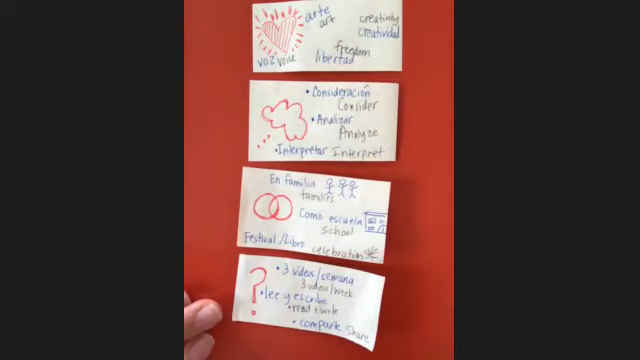 arte
art
creativity
creatividad
freedom
libertad
voz voice
• Consideración
Consider
• Analizar
Analyze
• Interpretar Interpret
En familia
families
Como escuela
school
Festival/Libro
celebration
?
• 3 videos/semana
3 videos/week
• lee y escribe
• read + write
• comparte share